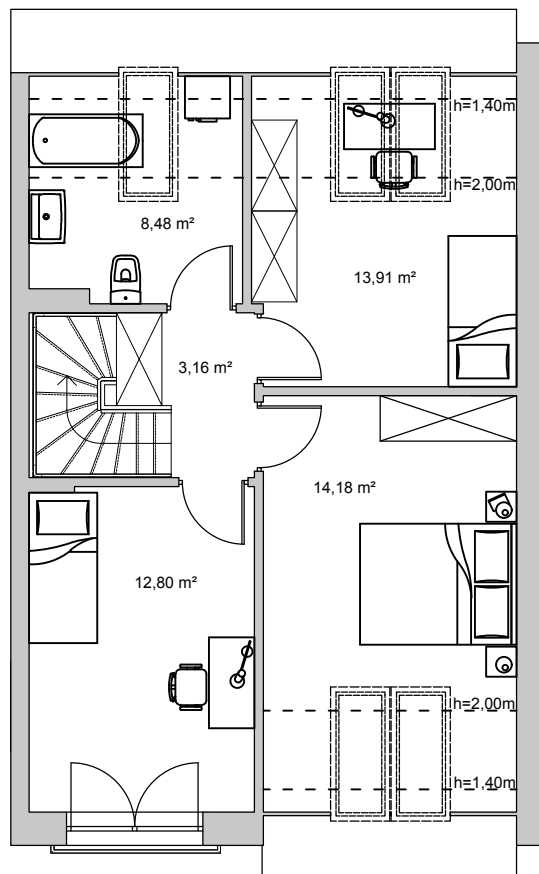 h=1,40m
h=2,00m
8,48 m²
13,91 m²
3,16 m²
14,18 m²
12,80 m²
h=2,00m
h=1,40m